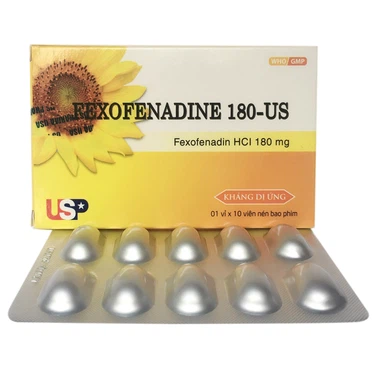 WHO/GMP
FEXOFENADINE 180-US
Fexofenadin HCl 180 mg
KHÁNG DỊ ỨNG
01 vỉ x 10 viên nén bao phim
USP